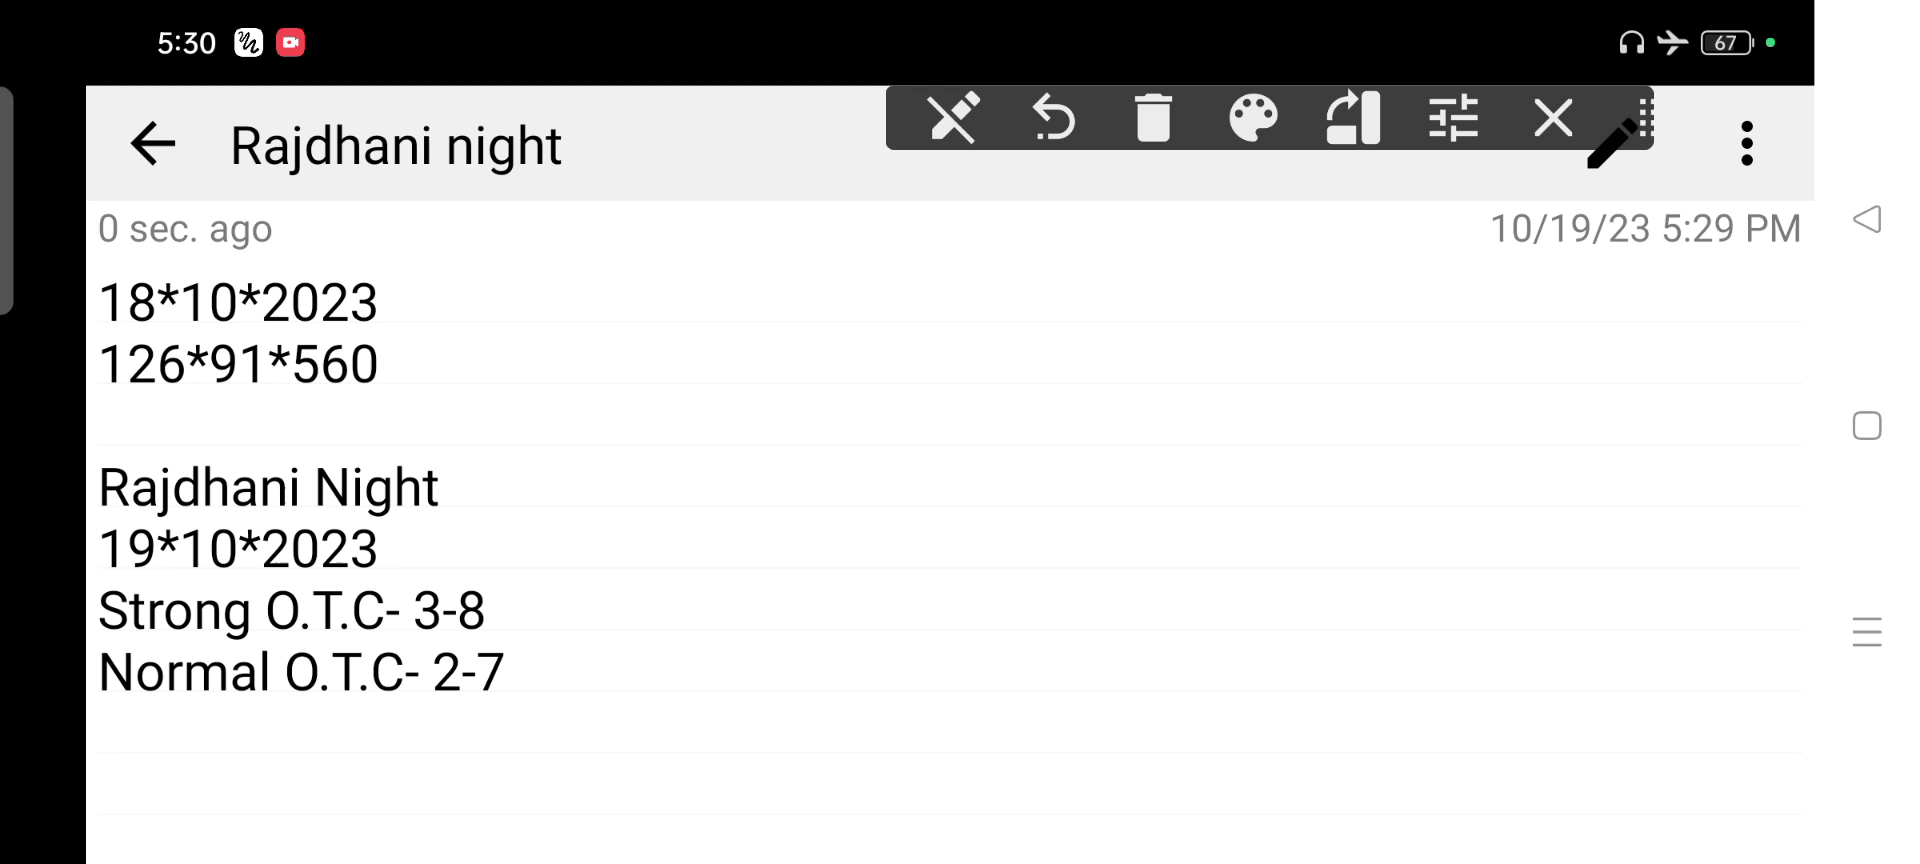 5:30
67
Rajdhani night
0 sec. ago
10/19/23 5:29 PM
18*10*2023
126*91*560
Rajdhani Night
19*10*2023
Strong O.T.C- 3-8
Normal O.T.C- 2-7